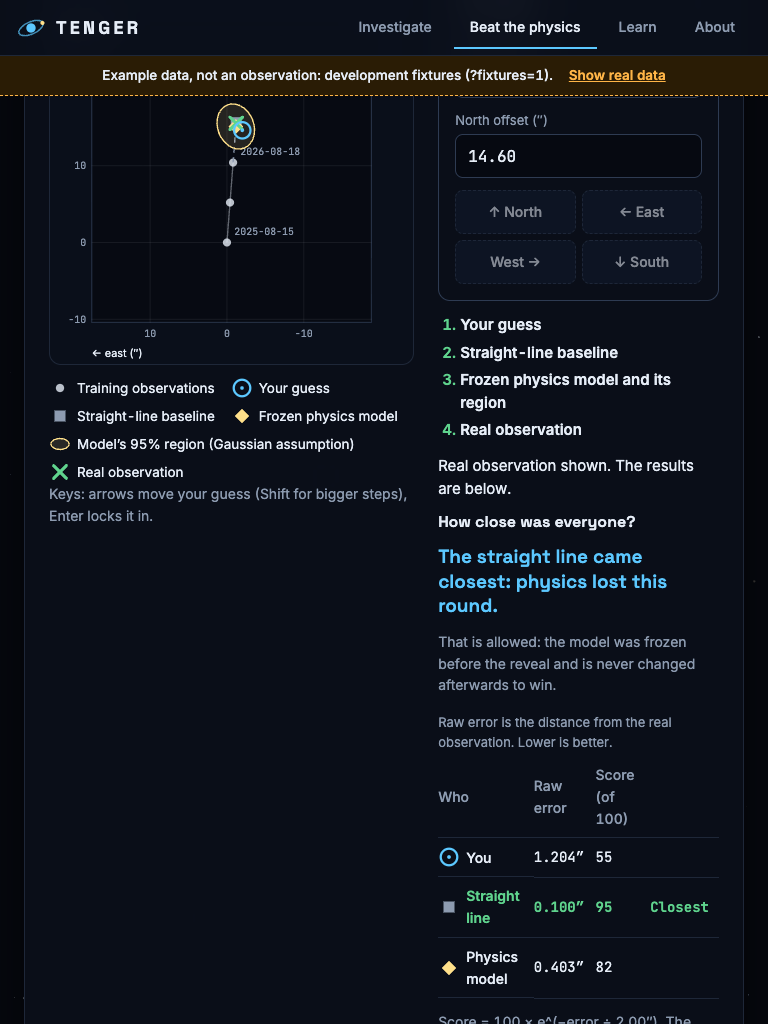 TENGER
Investigate
Beat the physics
Learn
About
Example data, not an observation: development fixtures (?fixtures=1). Show real data
10
0
-10
2026-08-18
2025-08-15
10
0
-10
← east (″)
Training observations
Your guess
Straight-line baseline
Frozen physics model
Model’s 95% region (Gaussian assumption)
Real observation
Keys: arrows move your guess (Shift for bigger steps),
Enter locks it in.
North offset (″)
14.60
↑ North
← East
West →
↓ South
1. Your guess
2. Straight-line baseline
3. Frozen physics model and its
region
4. Real observation
Real observation shown. The results
are below.
How close was everyone?
The straight line came
closest: physics lost this
round.
That is allowed: the model was frozen
before the reveal and is never changed
afterwards to win.
Raw error is the distance from the real
observation. Lower is better.
Who
Raw
error
Score
(of
100)
You 1.204″ 55
Straight
line
0.100″ 95 Closest
Physics
model
0.403″ 82
Score = 100 × e^(−error ÷ 2.00″). The